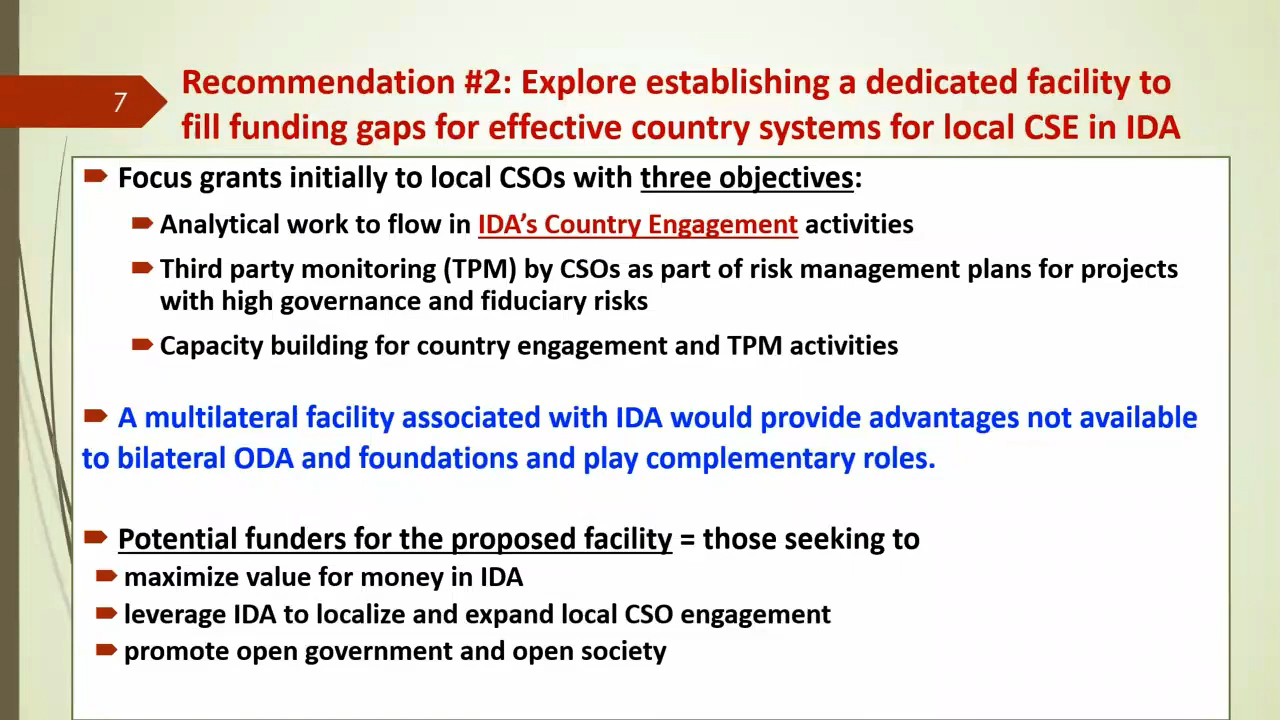 7
Recommendation #2: Explore establishing a dedicated facility to
fill funding gaps for effective country systems for local CSE in IDA
Focus grants initially to local CSOs with three objectives:
Analytical work to flow in IDA’s Country Engagement activities
Third party monitoring (TPM) by CSOs as part of risk management plans for projects
with high governance and fiduciary risks
Capacity building for country engagement and TPM activities
A multilateral facility associated with IDA would provide advantages not available
to bilateral ODA and foundations and play complementary roles.
Potential funders for the proposed facility = those seeking to
maximize value for money in IDA
leverage IDA to localize and expand local CSO engagement
promote open government and open society